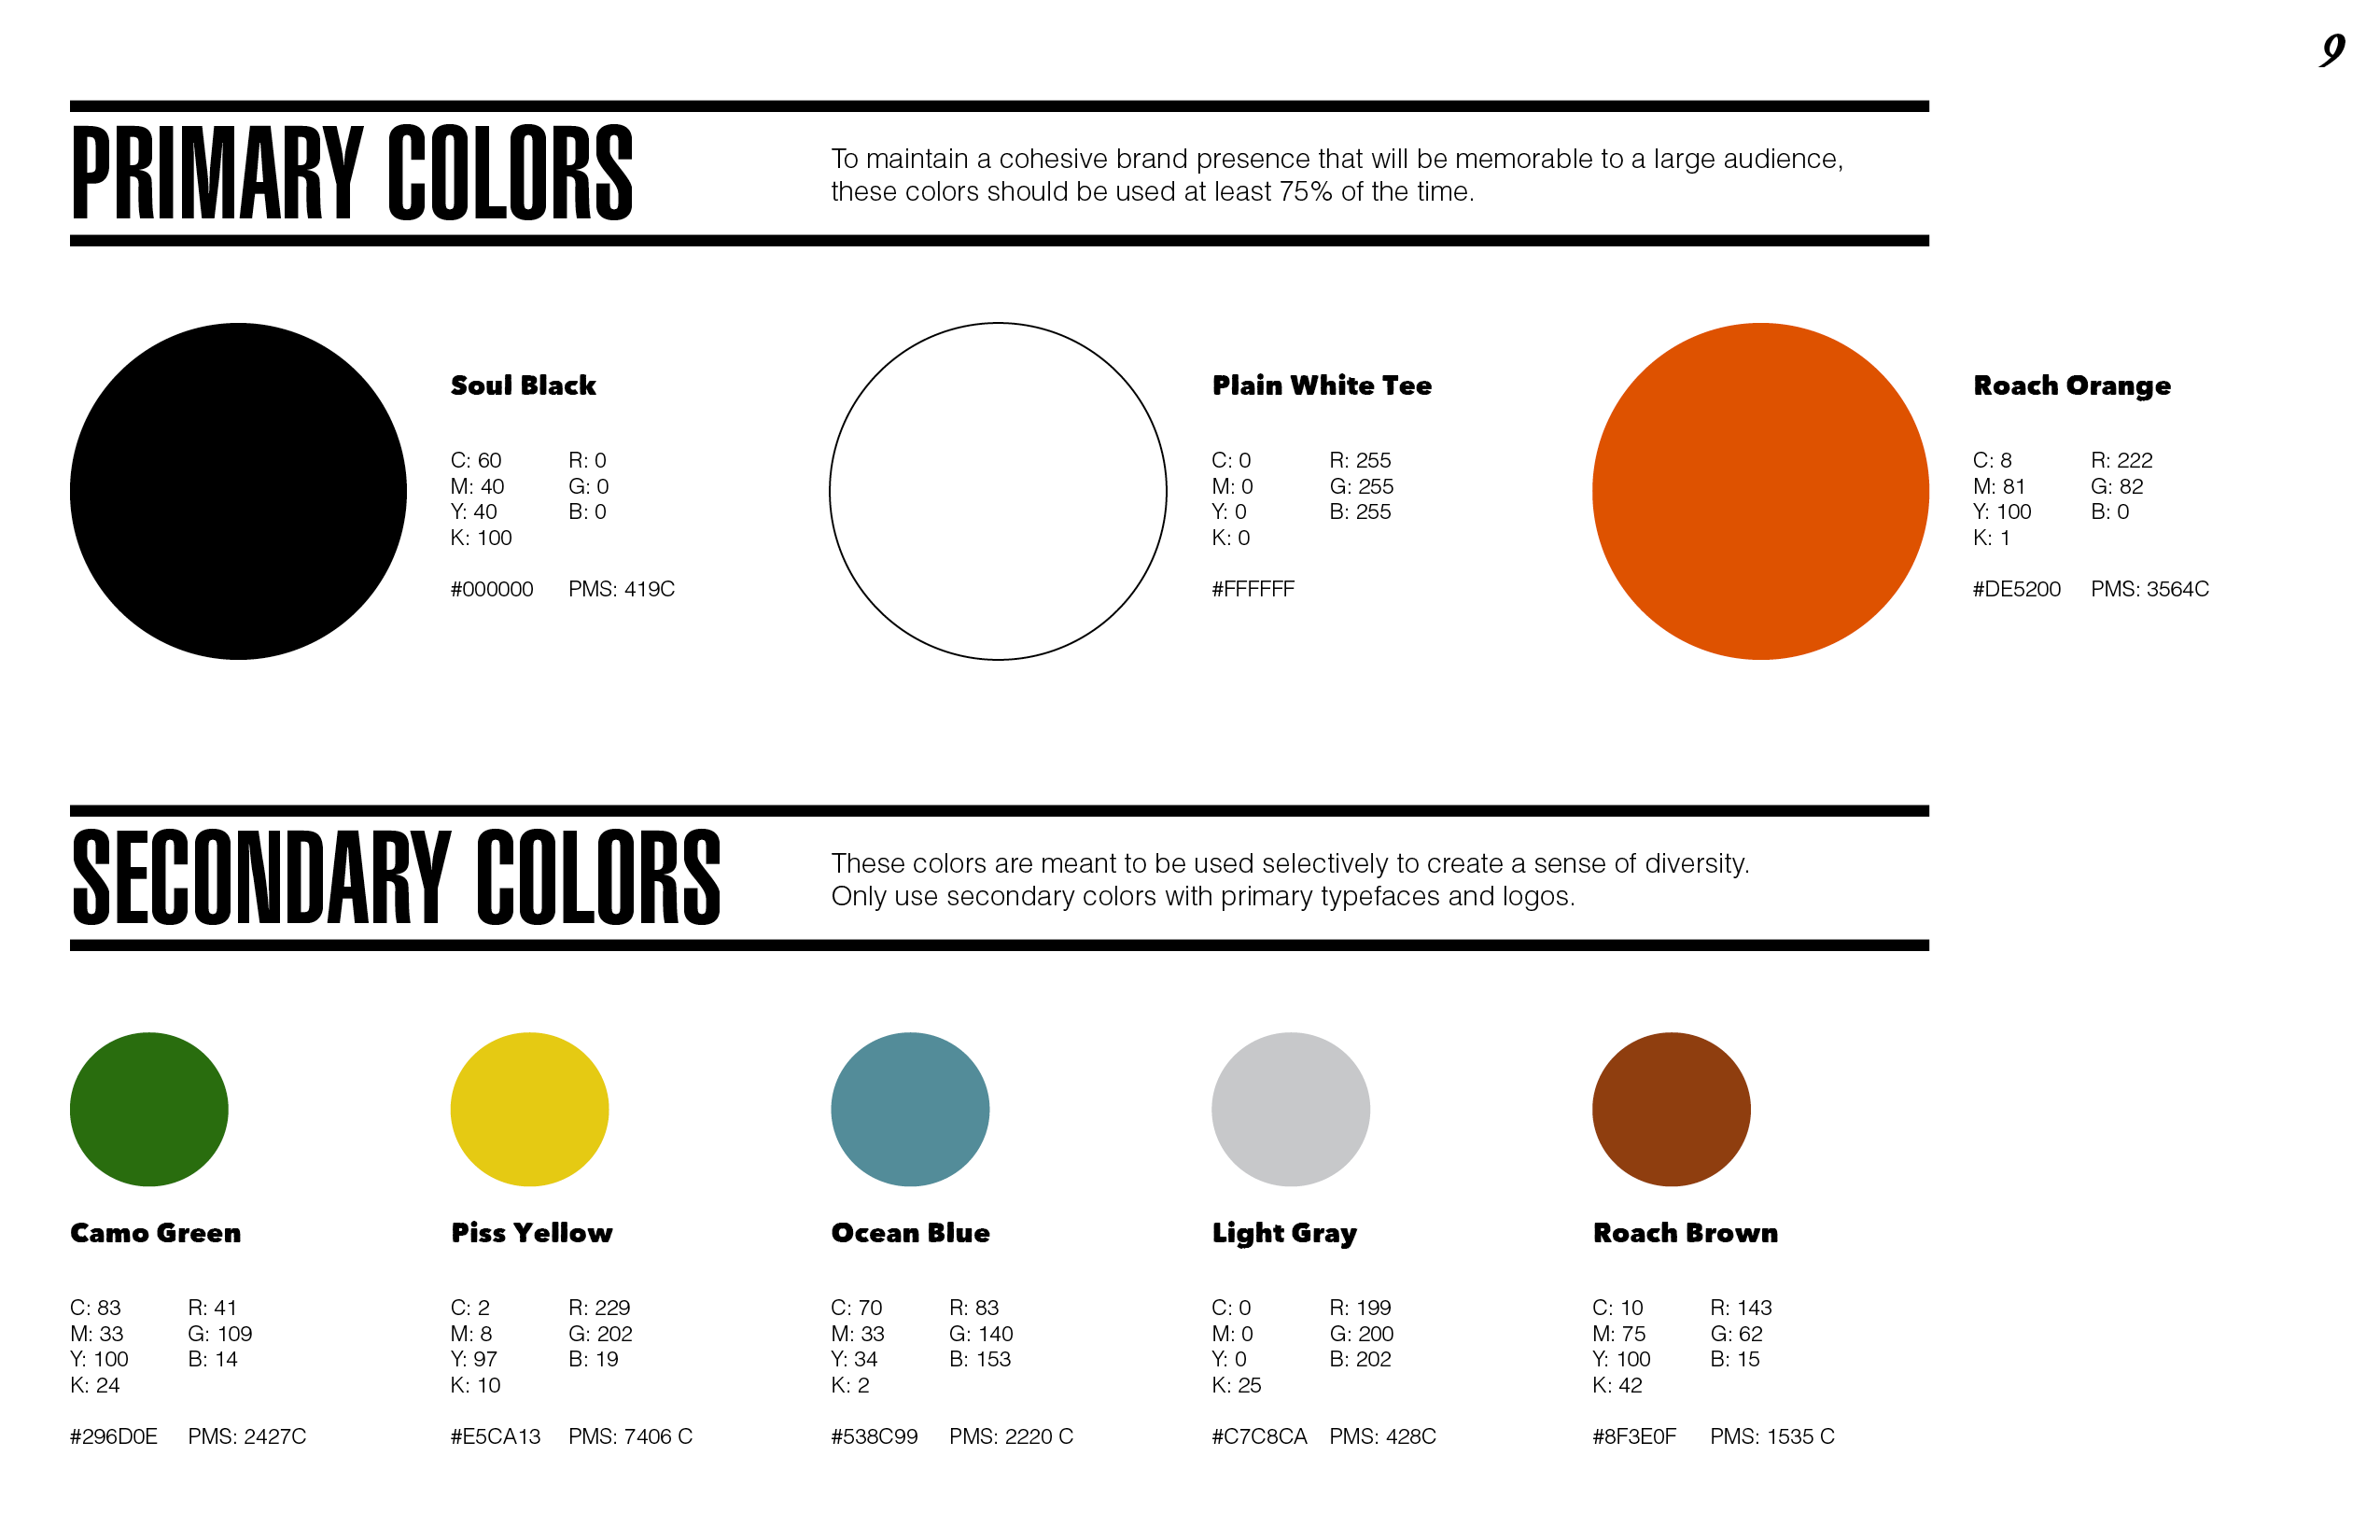 9
PRIMARY COLORS
To maintain a cohesive brand presence that will be memorable to a large audience,
these colors should be used at least 75% of the time.
Soul Black
C: 60 R: 0
M: 40 G: 0
Y: 40 B: 0
K: 100
#000000 PMS: 419C
Plain White Tee
C: 0 R: 255
M: 0 G: 255
Y: 0 B: 255
K: 0
#FFFFFF
Roach Orange
C: 8 R: 222
M: 81 G: 82
Y: 100 B: 0
K: 1
#DE5200 PMS: 3564C
SECONDARY COLORS
These colors are meant to be used selectively to create a sense of diversity.
Only use secondary colors with primary typefaces and logos.
Camo Green
C: 83 R: 41
M: 33 G: 109
Y: 100 B: 14
K: 24
#296D0E PMS: 2427C
Piss Yellow
C: 2 R: 229
M: 8 G: 202
Y: 97 B: 19
K: 10
#E5CA13 PMS: 7406 C
Ocean Blue
C: 70 R: 83
M: 33 G: 140
Y: 34 B: 153
K: 2
#538C99 PMS: 2220 C
Light Gray
C: 0 R: 199
M: 0 G: 200
Y: 0 B: 202
K: 25
#C7C8CA PMS: 428C
Roach Brown
C: 10 R: 143
M: 75 G: 62
Y: 100 B: 15
K: 42
#8F3E0F PMS: 1535 C